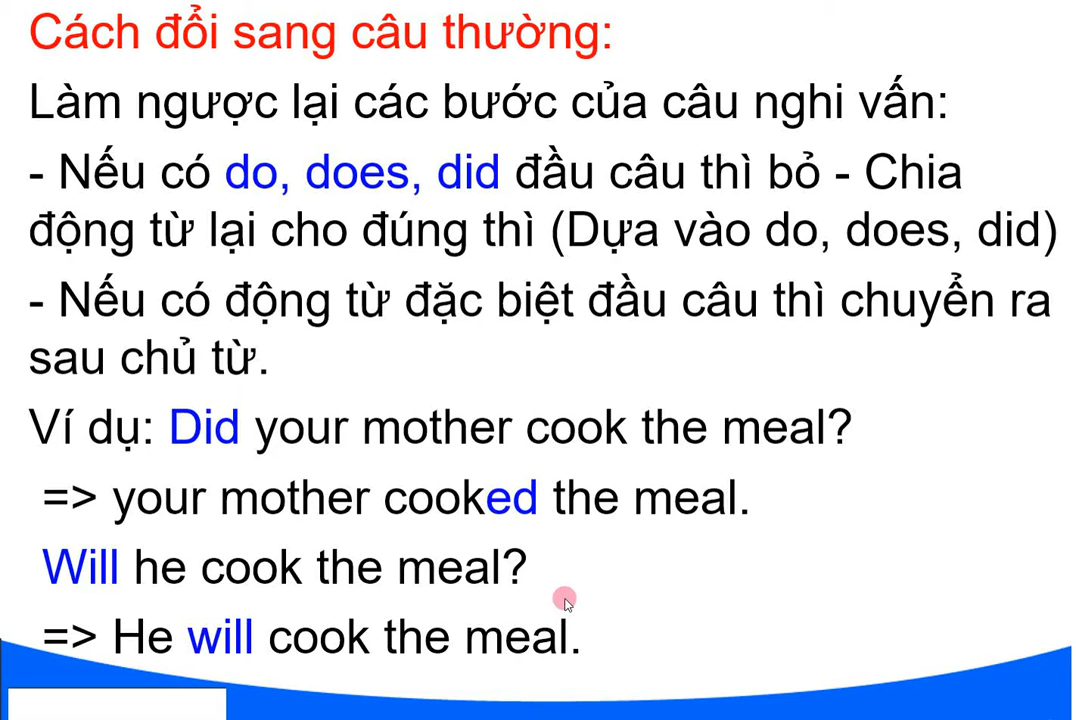 Cách đổi sang câu thường:
Làm ngược lại các bước của câu nghi vấn:
- Nếu có do, does, did đầu câu thì bỏ - Chia
động từ lại cho đúng thì (Dựa vào do, does, did)
- Nếu có động từ đặc biệt đầu câu thì chuyển ra
sau chủ từ.
Ví dụ: Did your mother cook the meal?
=> your mother cooked the meal.
Will he cook the meal?
=> He will cook the meal.